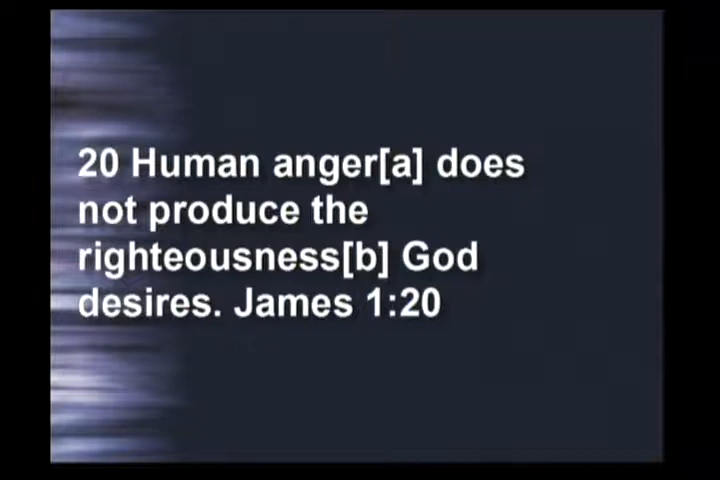 20 Human anger[a] does
not produce the
righteousness[b] God
desires. James 1:20